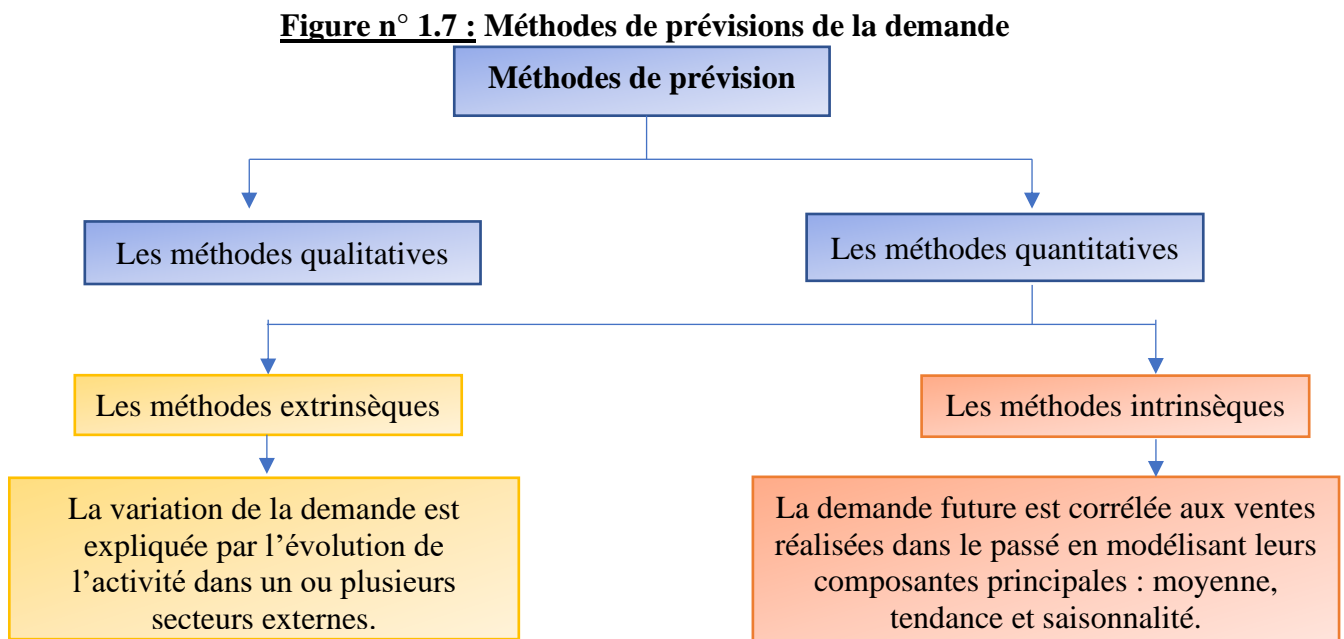 Figure n° 1.7 : Méthodes de prévisions de la demande
Méthodes de prévision
Les méthodes qualitatives
Les méthodes quantitatives
Les méthodes extrinsèques
Les méthodes intrinsèques
La variation de la demande est
expliquée par l’évolution de
l’activité dans un ou plusieurs
secteurs externes.
La demande future est corrélée aux ventes
réalisées dans le passé en modélisant leurs
composantes principales : moyenne,
tendance et saisonnalité.